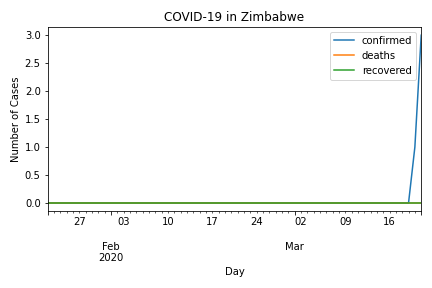 COVID-19 in Zimbabwe
confirmed
deaths
recovered
Number of Cases
3.0
2.5
2.0
1.5
1.0
0.5
0.0
27 03 10 17 24 02 09 16
Feb Mar
2020
Day